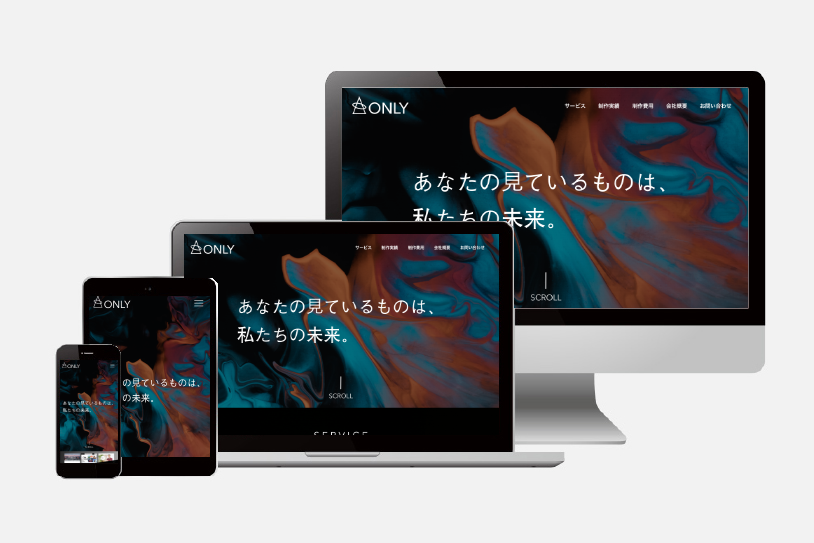 ONLY
サービス 制作実績 制作費用 会社概要 お問い合わせ
あなたの見ているものは、
私たちの未来。
SCROLL
ONLY
サービス 制作実績 制作費用 会社概要 お問い合わせ
あなたの見ているものは、
私たちの未来。
SCROLL
SERVICE
ONLY
の見ているものは、
の未来。
ONLY
あなたの見ているものは、
私たちの未来。